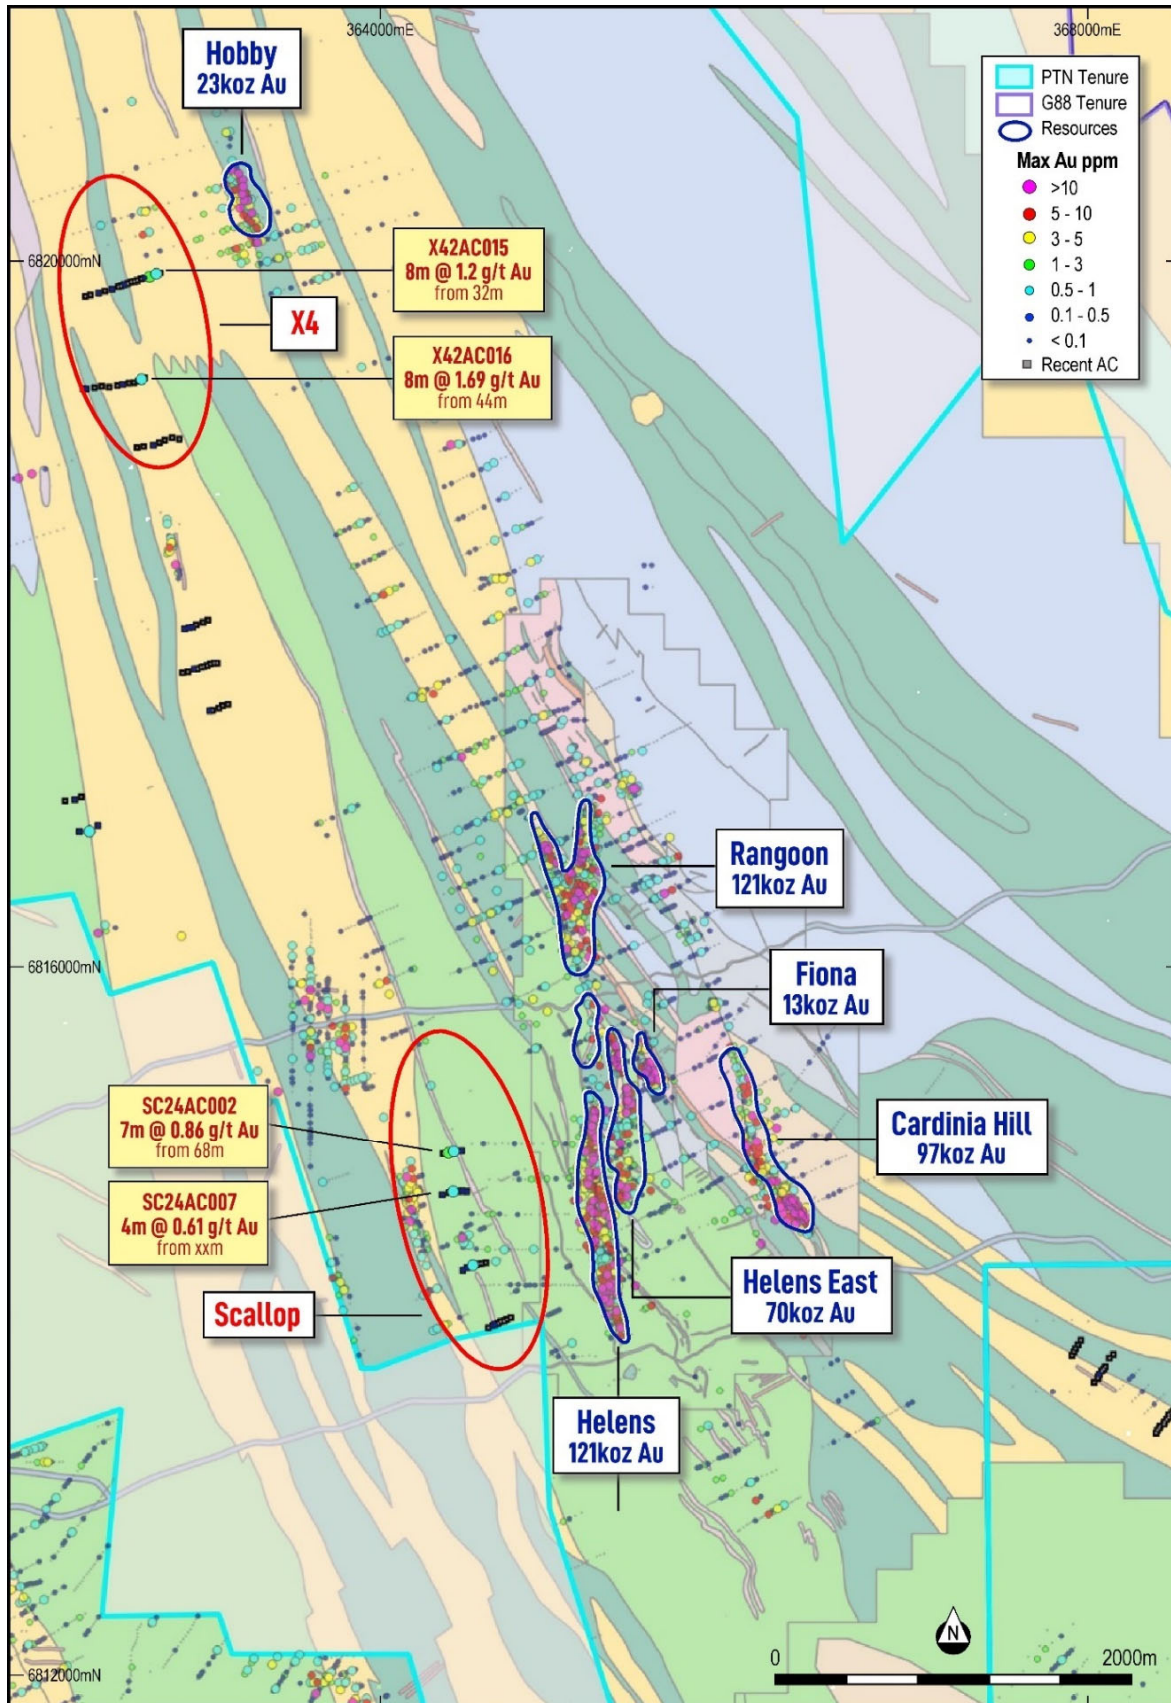 364000mE
368000mE
Hobby
23koz Au
PTN Tenure
G88 Tenure
Resources
Max Au ppm
>10
5 - 10
3 - 5
1 - 3
0.5 - 1
0.1 - 0.5
< 0.1
Recent AC
6820000mN
X42AC015
8m @ 1.2 g/t Au
from 32m
X4
X42AC016
8m @ 1.69 g/t Au
from 44m
Rangoon
121koz Au
6816000mN
Fiona
13koz Au
SC24AC002
7m @ 0.86 g/t Au
from 68m
Cardinia Hill
97koz Au
SC24AC007
4m @ 0.61 g/t Au
from xxm
Helens East
70koz Au
Scallop
Helens
121koz Au
N
0
2000m
6812000mN